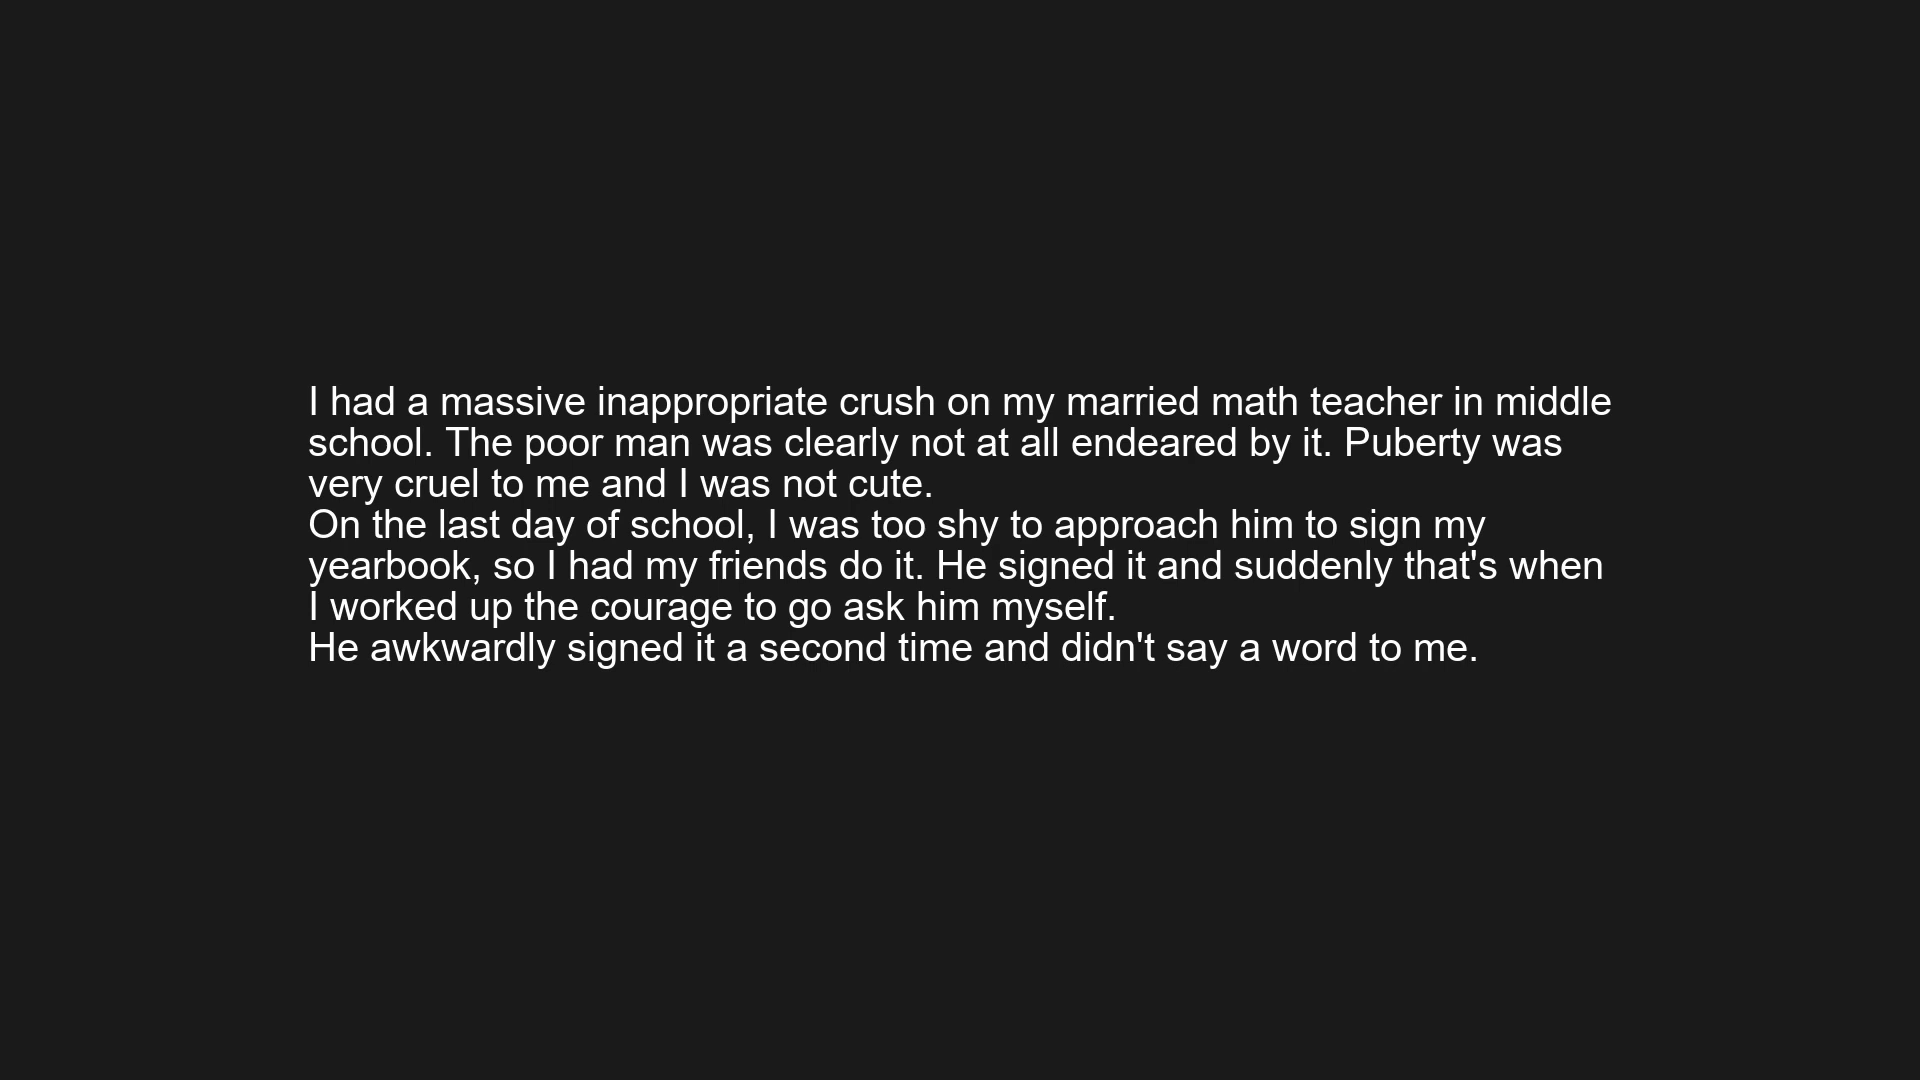 I had a massive inappropriate crush on my married math teacher in middle
school. The poor man was clearly not at all endeared by it. Puberty was
very cruel to me and I was not cute.
On the last day of school, I was too shy to approach him to sign my
yearbook, so I had my friends do it. He signed it and suddenly that's when
I worked up the courage to go ask him myself.
He awkwardly signed it a second time and didn't say a word to me.